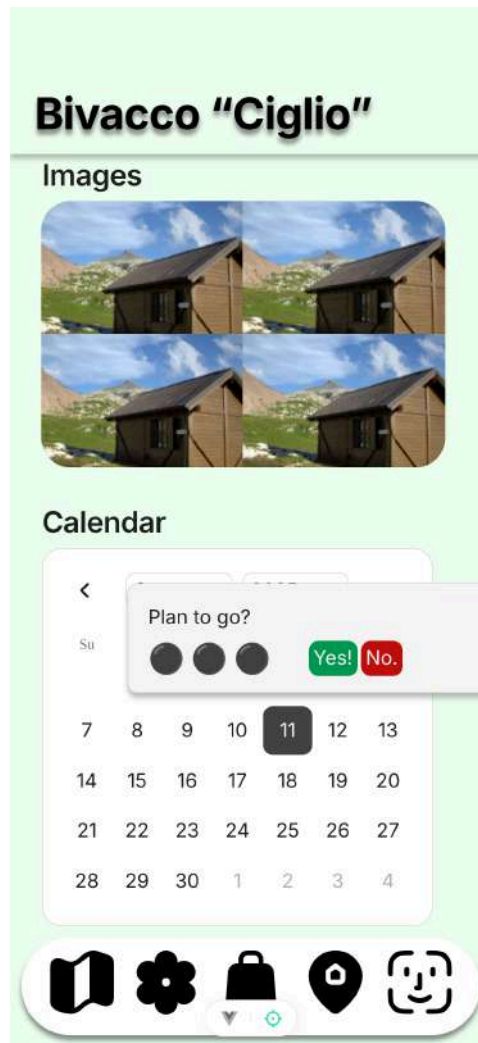 Bivacco “Ciglio”
Images
Calendar
Plan to go?
Su
Yes! No.
7 8 9 10 11 12 13
14 15 16 17 18 19 20
21 22 23 24 25 26 27
28 29 30 1 2 3 4